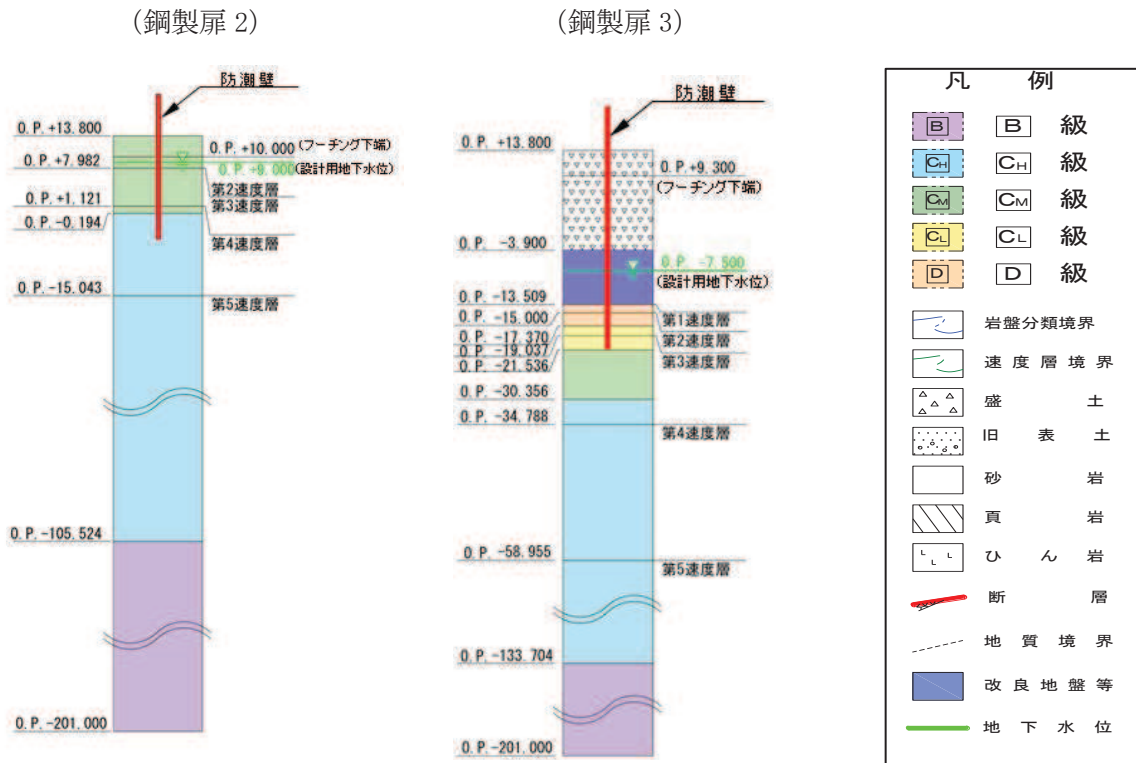 (鋼製扉 2)
防潮壁
O.P.+13.800
O.P.+10.000(フーチング下端)
O.P.+7.982
O.P.+9.000(設計用地下水位)
第2速度層
O.P.+1.121
第3速度層
O.P.-0.194
第4速度層
O.P.-15.043
第5速度層
O.P.-105.524
O.P.-201.000
(鋼製扉 3)
防潮壁
O.P.+13.800
O.P.+9.300
(フーチング下端)
O.P.-3.900
O.P.-7.500
(設計用地下水位)
O.P.-13.509
O.P.-15.000
第1速度層
O.P.-17.370
第2速度層
O.P.-19.037
O.P.-21.536
第3速度層
O.P.-30.356
O.P.-34.788
第4速度層
O.P.-58.955
第5速度層
O.P.-133.704
O.P.-201.000
凡 例
B B 級
CH CH 級
CM CM 級
CL CL 級
D D 級
岩盤分類境界
速度層境界
盛土
旧表土
砂岩
頁岩
ひん岩
断層
地質境界
改良地盤等
地下水位